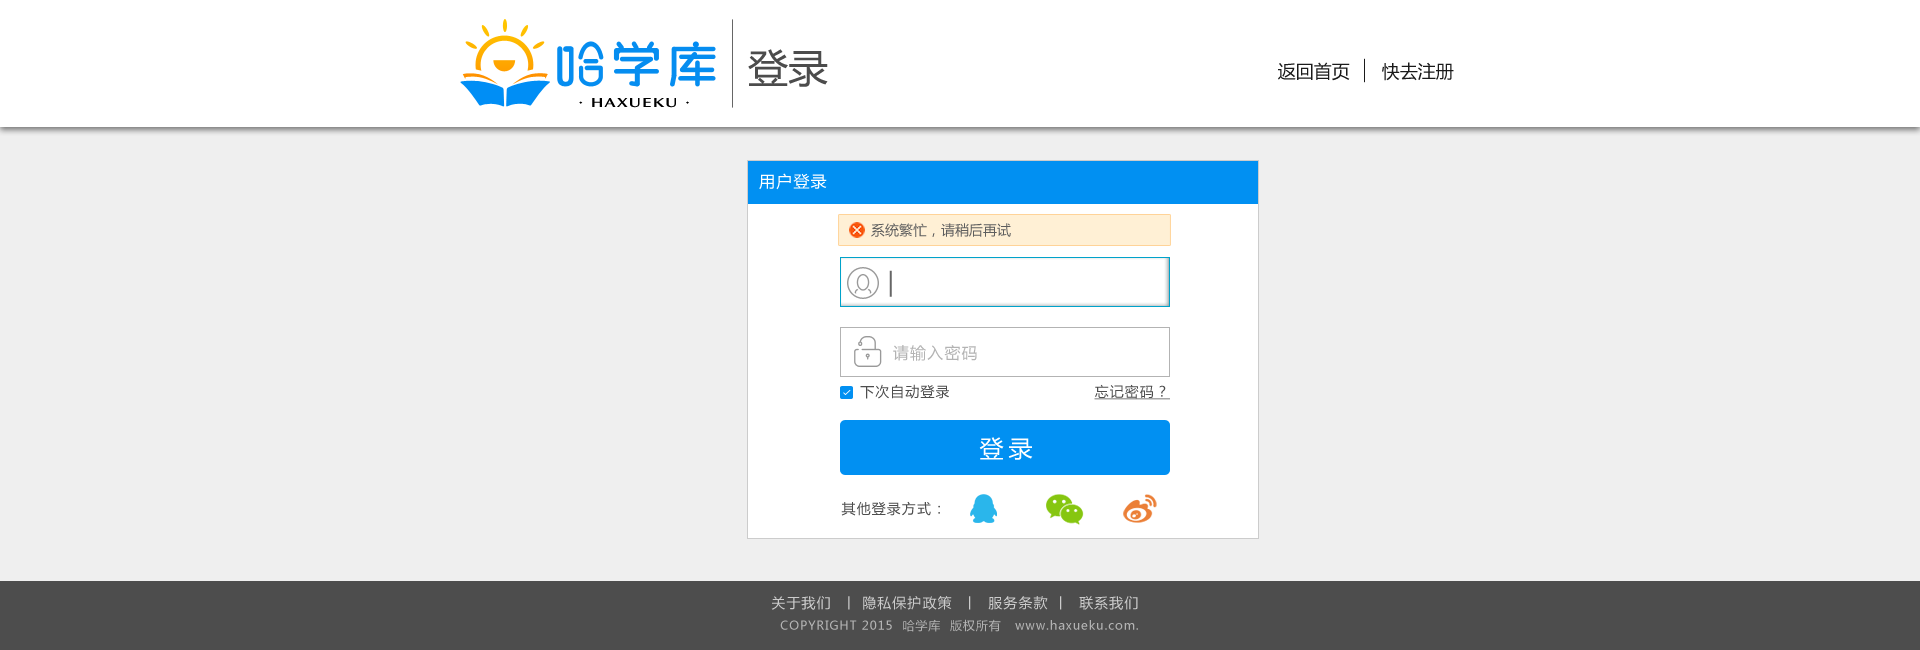 哈学库
· HAXUEKU ·
登录
返回首页 | 快去注册
用户登录
系统繁忙，请稍后再试
请输入密码
下次自动登录 忘记密码？
登录
其他登录方式：
关于我们 | 隐私保护政策 | 服务条款 | 联系我们
COPYRIGHT 2015 哈学库 版权所有 www.haxueku.com.